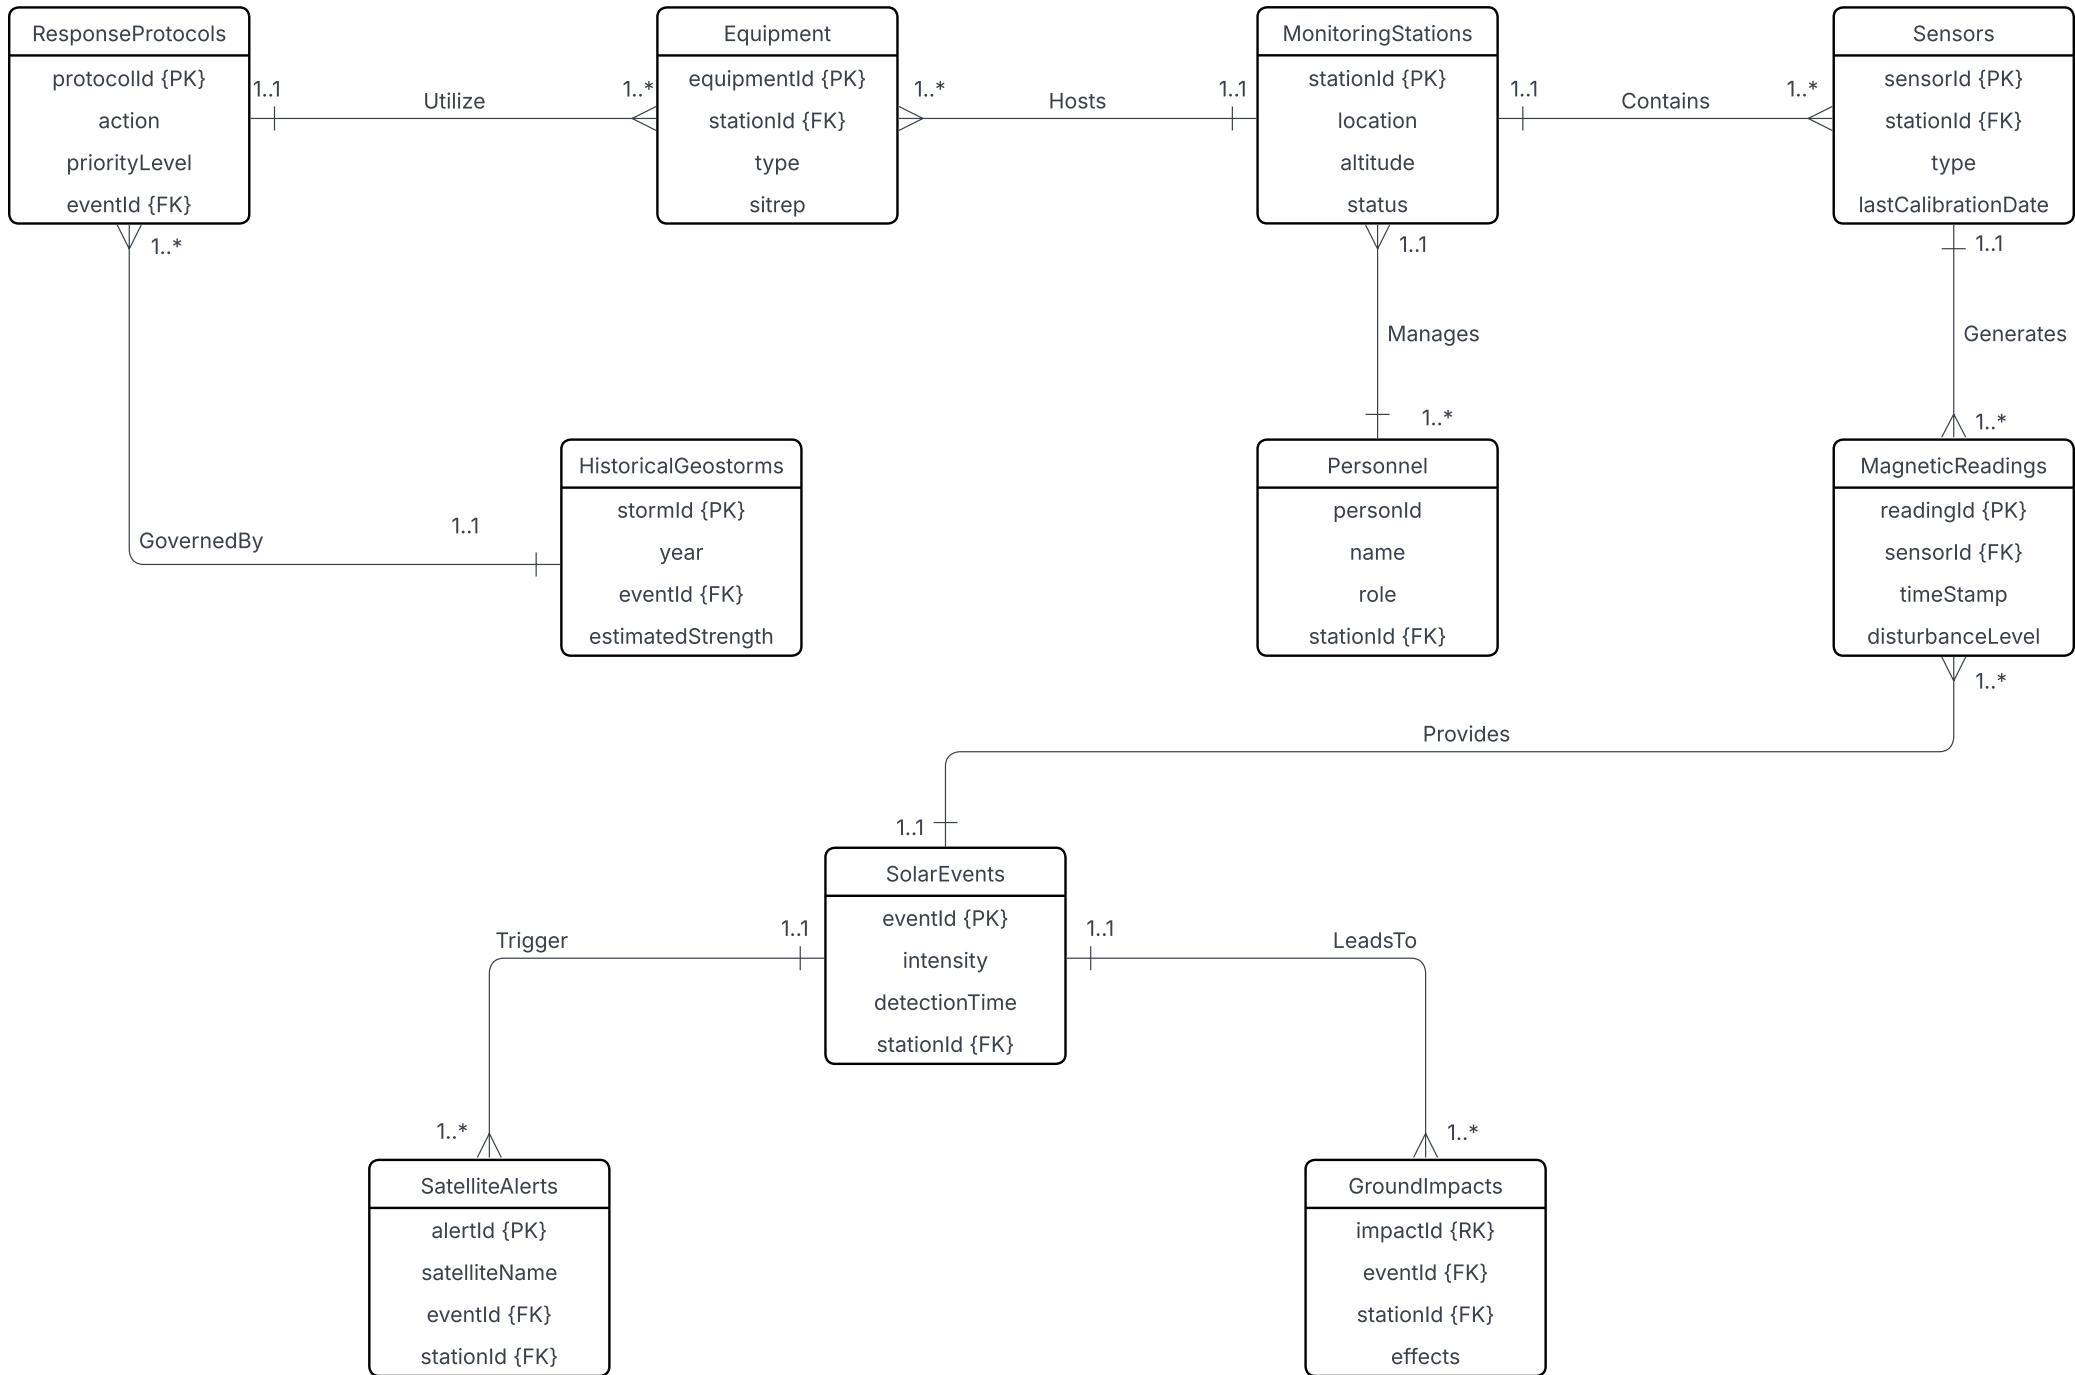 ResponseProtocols
protocolId {PK}
action
priorityLevel
eventId {FK}
1..1
Utilize
1..*
Equipment
equipmentId {PK}
stationId {FK}
type
sitrep
1..*
Hosts
1..1
MonitoringStations
stationId {PK}
location
altitude
status
1..1
Contains
1..*
Sensors
sensorId {PK}
stationId {FK}
type
lastCalibrationDate
1..*
GovernedBy
1..1
HistoricalGeostorms
stormId {PK}
year
eventId {FK}
estimatedStrength
1..1
Manages
1..*
Personnel
personId
name
role
stationId {FK}
1..1
Generates
1..*
MagneticReadings
readingId {PK}
sensorId {FK}
timeStamp
disturbanceLevel
1..*
Provides
1..1
SolarEvents
eventId {PK}
intensity
detectionTime
stationId {FK}
1..1
Trigger
1..*
1..1
LeadsTo
1..*
SatelliteAlerts
alertId {PK}
satelliteName
eventId {FK}
stationId {FK}
GroundImpacts
impactId {RK}
eventId {FK}
stationId {FK}
effects